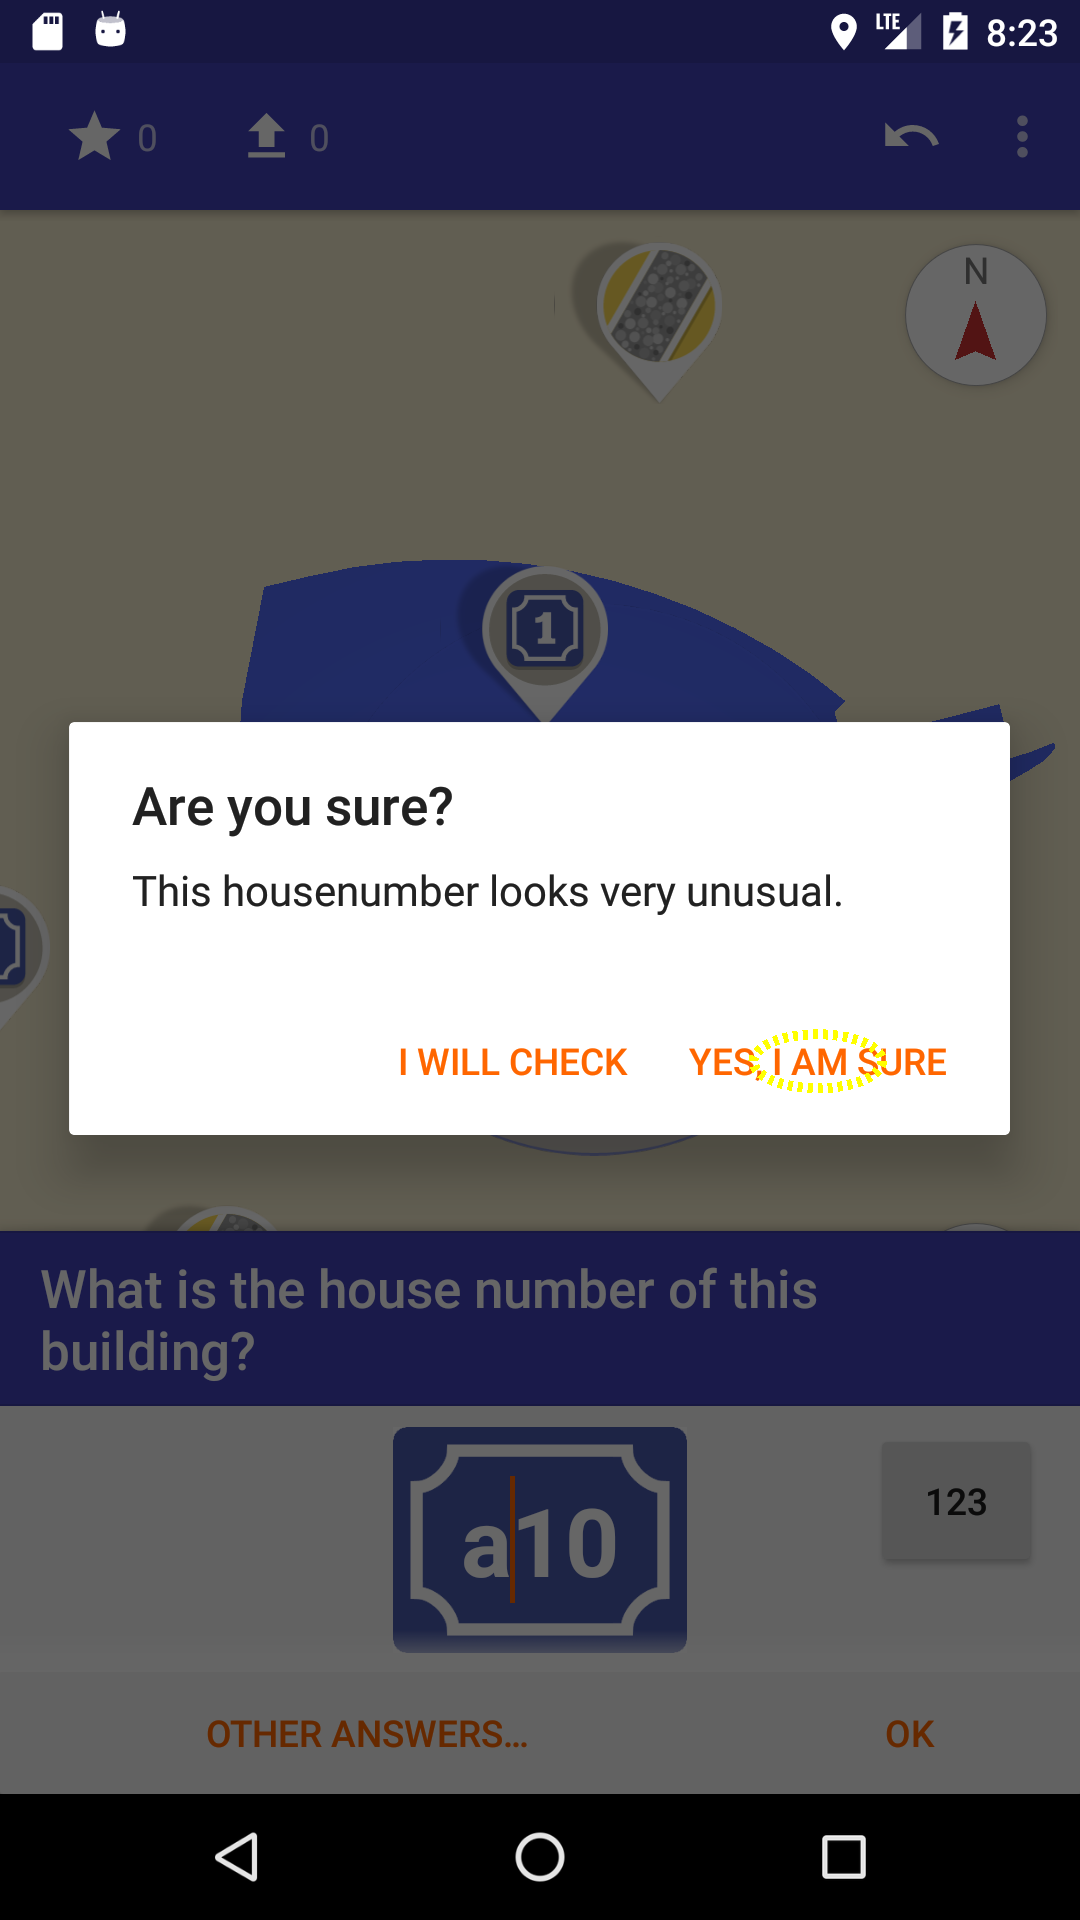 LTE 8:23
0 0
N
1
Are you sure?
This housenumber looks very unusual.
I WILL CHECK YES, I AM SURE
What is the house number of this
building?
a10
123
OTHER ANSWERS... OK